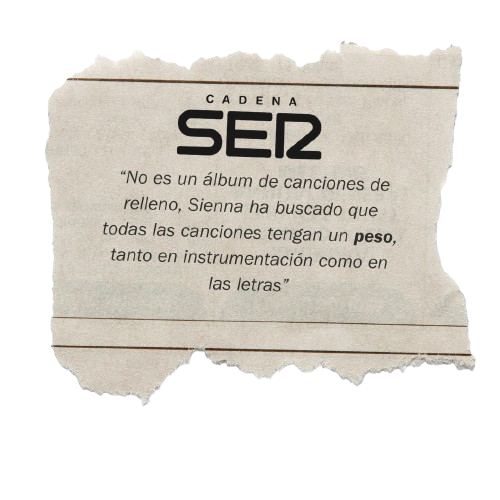 CADENA
SER
“No es un álbum de canciones de
relleno, Sienna ha buscado que
todas las canciones tengan un peso,
tanto en instrumentación como en
las letras”